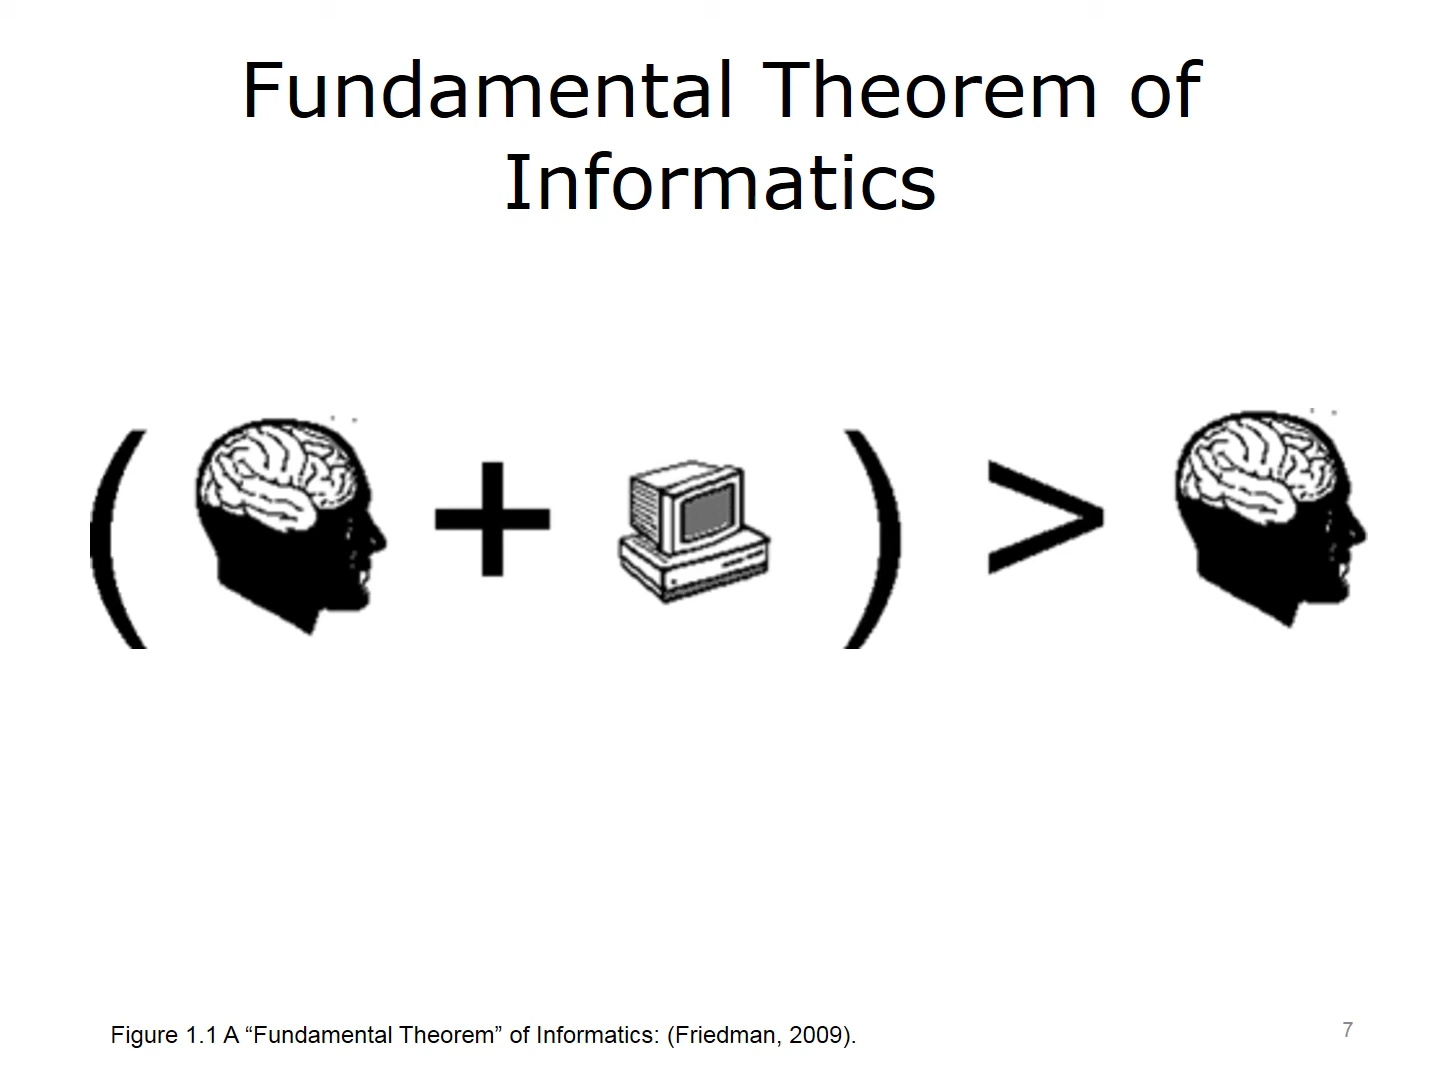 Fundamental Theorem of
Informatics
( + ) >
Figure 1.1 A “Fundamental Theorem” of Informatics: (Friedman, 2009).
7